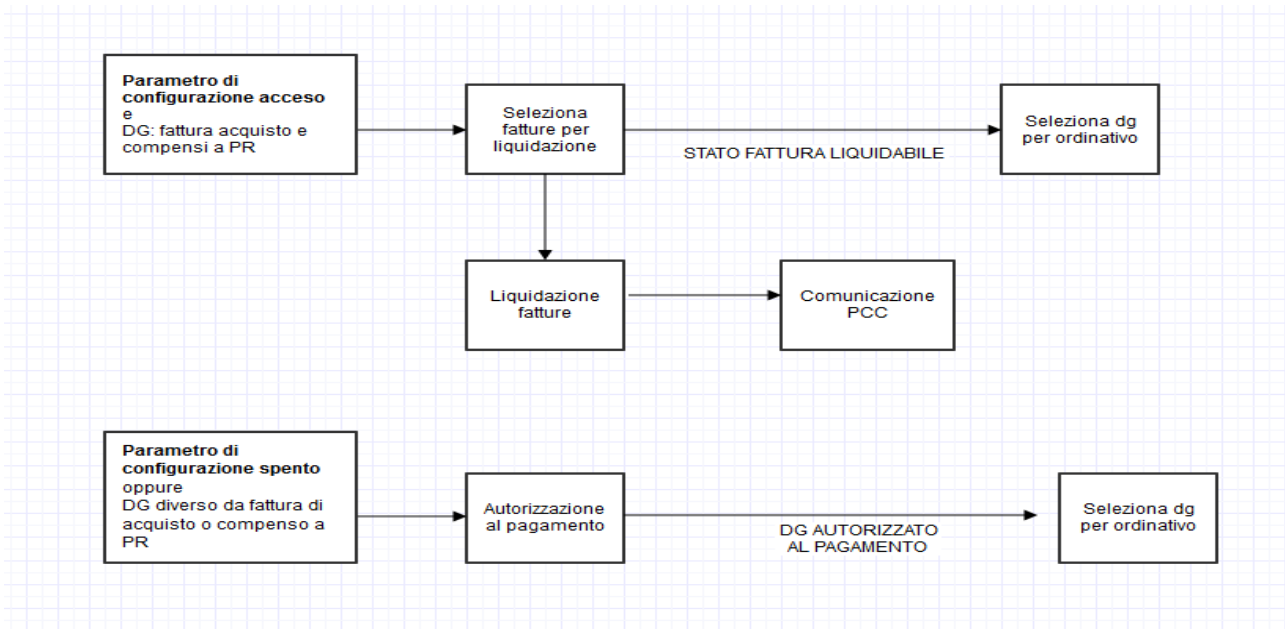 Parametro di
configurazione acceso
e
DG: fattura acquisto e
compensi a PR
Seleziona
fatture per
liquidazione
STATO FATTURA LIQUIDABILE
Seleziona dg
per ordinativo
Liquidazione
fatture
Comunicazione
PCC
Parametro di
configurazione spento
oppure
DG diverso da fattura di
acquisto o compenso a
PR
Autorizzazione
al pagamento
DG AUTORIZZATO
AL PAGAMENTO
Seleziona dg
per ordinativo